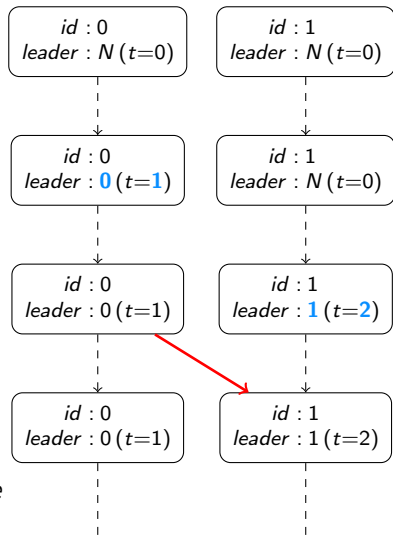 id : 0
leader : N (t=0)
id : 1
leader : N (t=0)
id : 0
leader : 0 (t=1)
id : 1
leader : N (t=0)
id : 0
leader : 0 (t=1)
id : 1
leader : 1 (t=2)
id : 0
leader : 0 (t=1)
id : 1
leader : 1 (t=2)
e